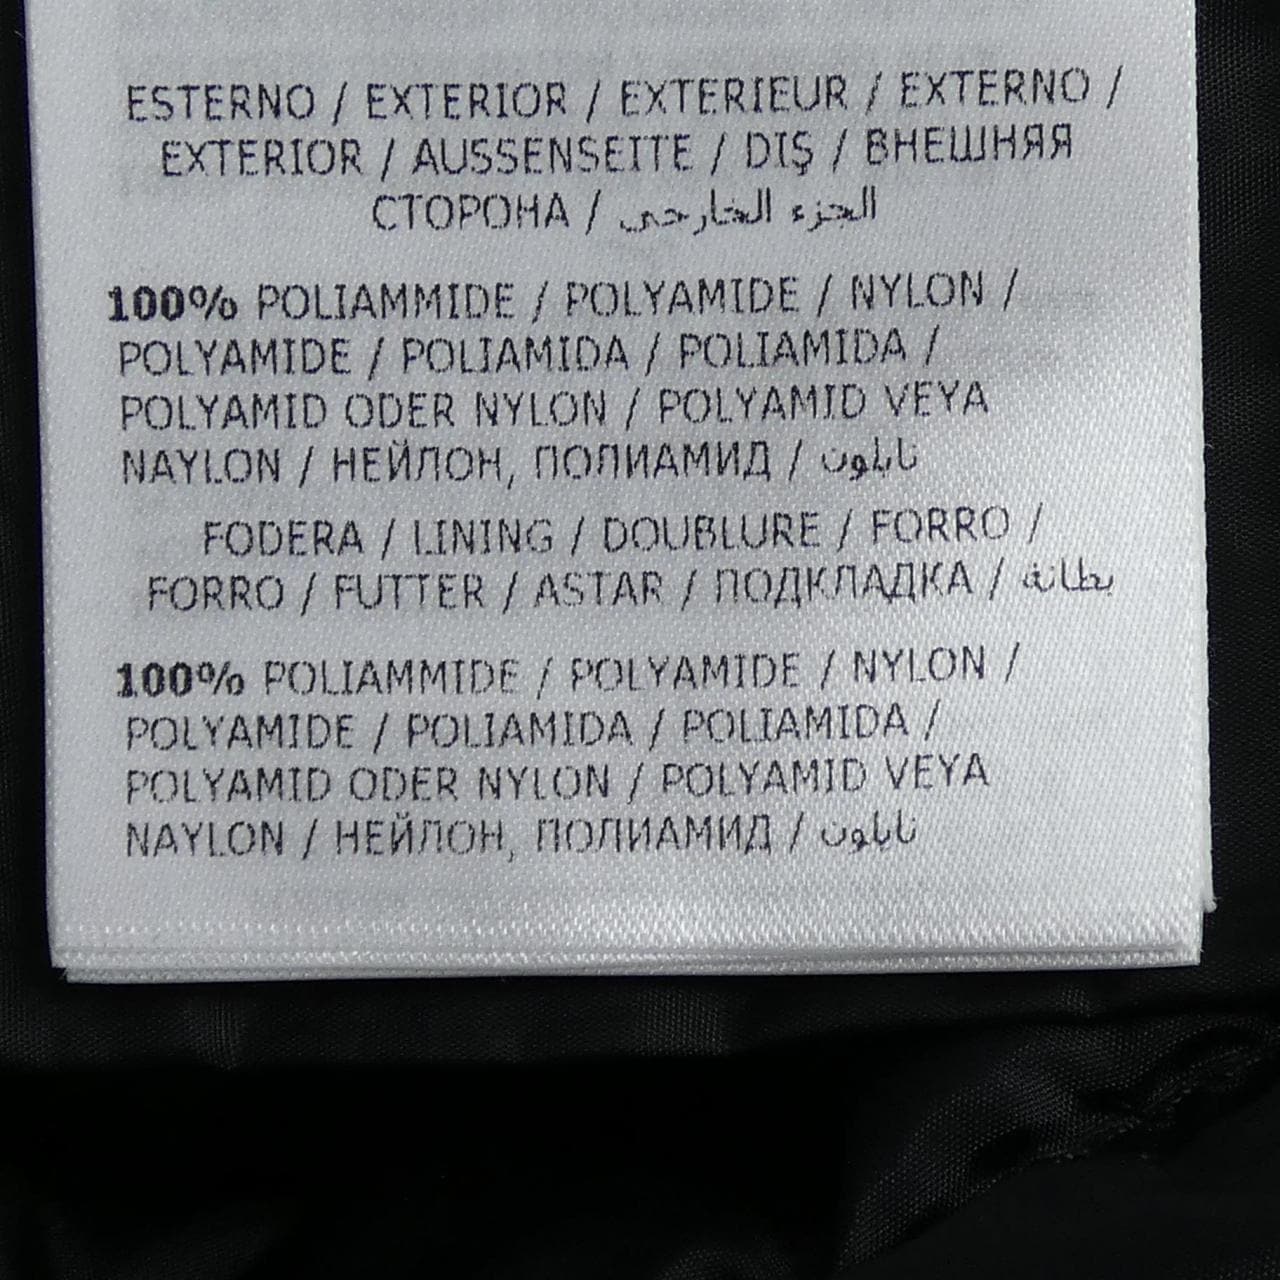 ESTERNO / EXTERIOR / EXTERIEUR / EXTERNO /
EXTERIOR / AUSSENSEITE / DIŞ / ВНЕШНЯЯ
СТОРОНА / الجزء الخارجي
100% POLIAMMIDE / POLYAMIDE / NYLON /
POLYAMIDE / POLIAMIDA / POLIAMIDA /
POLYAMID ODER NYLON / POLYAMID VEYA
NAYLON / НЕЙЛОН, ПОЛИАМИД / نايلون
FODERA / LINING / DOUBLURE / FORRO /
FORRO / FUTTER / ASTAR / ПОДКЛАДКА / بطانة
100% POLIAMMIDE / POLYAMIDE / NYLON /
POLYAMIDE / POLIAMIDA / POLIAMIDA /
POLYAMID ODER NYLON / POLYAMID VEYA
NAYLON / НЕЙЛОН, ПОЛИАМИД / نايلون